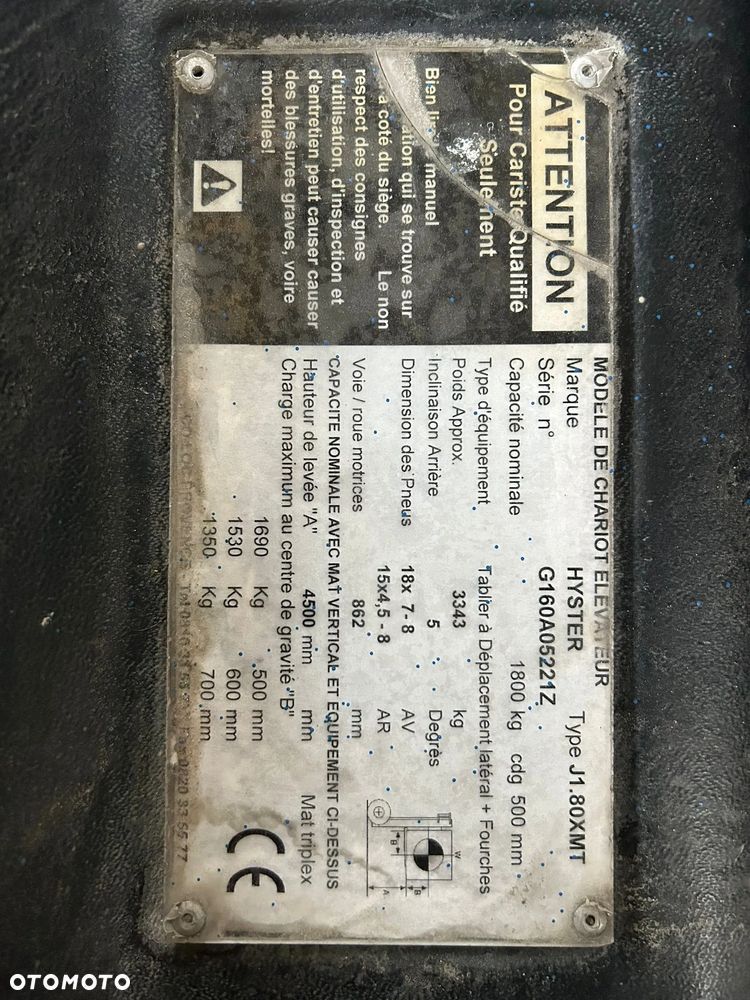 ATTENTION
Pour Cariste Qualifié
Seulement
Bien lire manuel
qui se trouve sur
coté du siège. Le non
respect des consignes
d'utilisation, d'inspection et
d'entretien peut causer causer
des blessures graves, voire
mortelles!
MODELE DE CHARIOT ELEVATEUR
Marque HYSTER Type J1.80XMT
Série n° G160A05221Z
Capacité nominale 1800 kg cdg 500 mm
Type d'équipement Tablier à Déplacement latéral + Fourches
Poids Approx. 3343 kg
Inclinaison Arrière 5 Degrés
Dimension des Pneus 18x 7-8 AV
15x4,5 - 8 AR
Voie / roue motrices 862 mm
CAPACITE NOMINALE AVEC MAT VERTICAL ET EQUIPEMENT CI-DESSUS
Hauteur de levée "A" 4500 mm mm Mat triplex
Charge maximum au centre de gravité "B"
1690 Kg 500 mm
1530 Kg 600 mm
1350 Kg 700 mm
W
B
B
A
CE
OTOMOTO